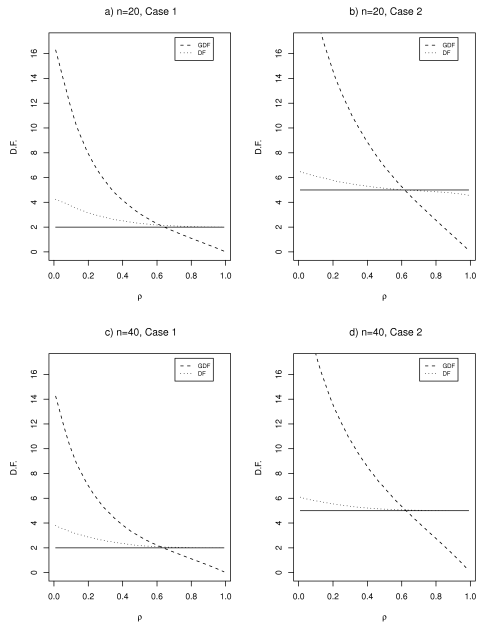 a) n=20, Case 1
b) n=20, Case 2
GDF
DF
GDF
DF
D.F.
D.F.
16
14
12
10
8
6
4
2
0
16
14
12
10
8
6
4
2
0
0.0 0.2 0.4 0.6 0.8 1.0
0.0 0.2 0.4 0.6 0.8 1.0
ρ
ρ
c) n=40, Case 1
d) n=40, Case 2
GDF
DF
GDF
DF
D.F.
D.F.
16
14
12
10
8
6
4
2
0
16
14
12
10
8
6
4
2
0
0.0 0.2 0.4 0.6 0.8 1.0
0.0 0.2 0.4 0.6 0.8 1.0
ρ
ρ